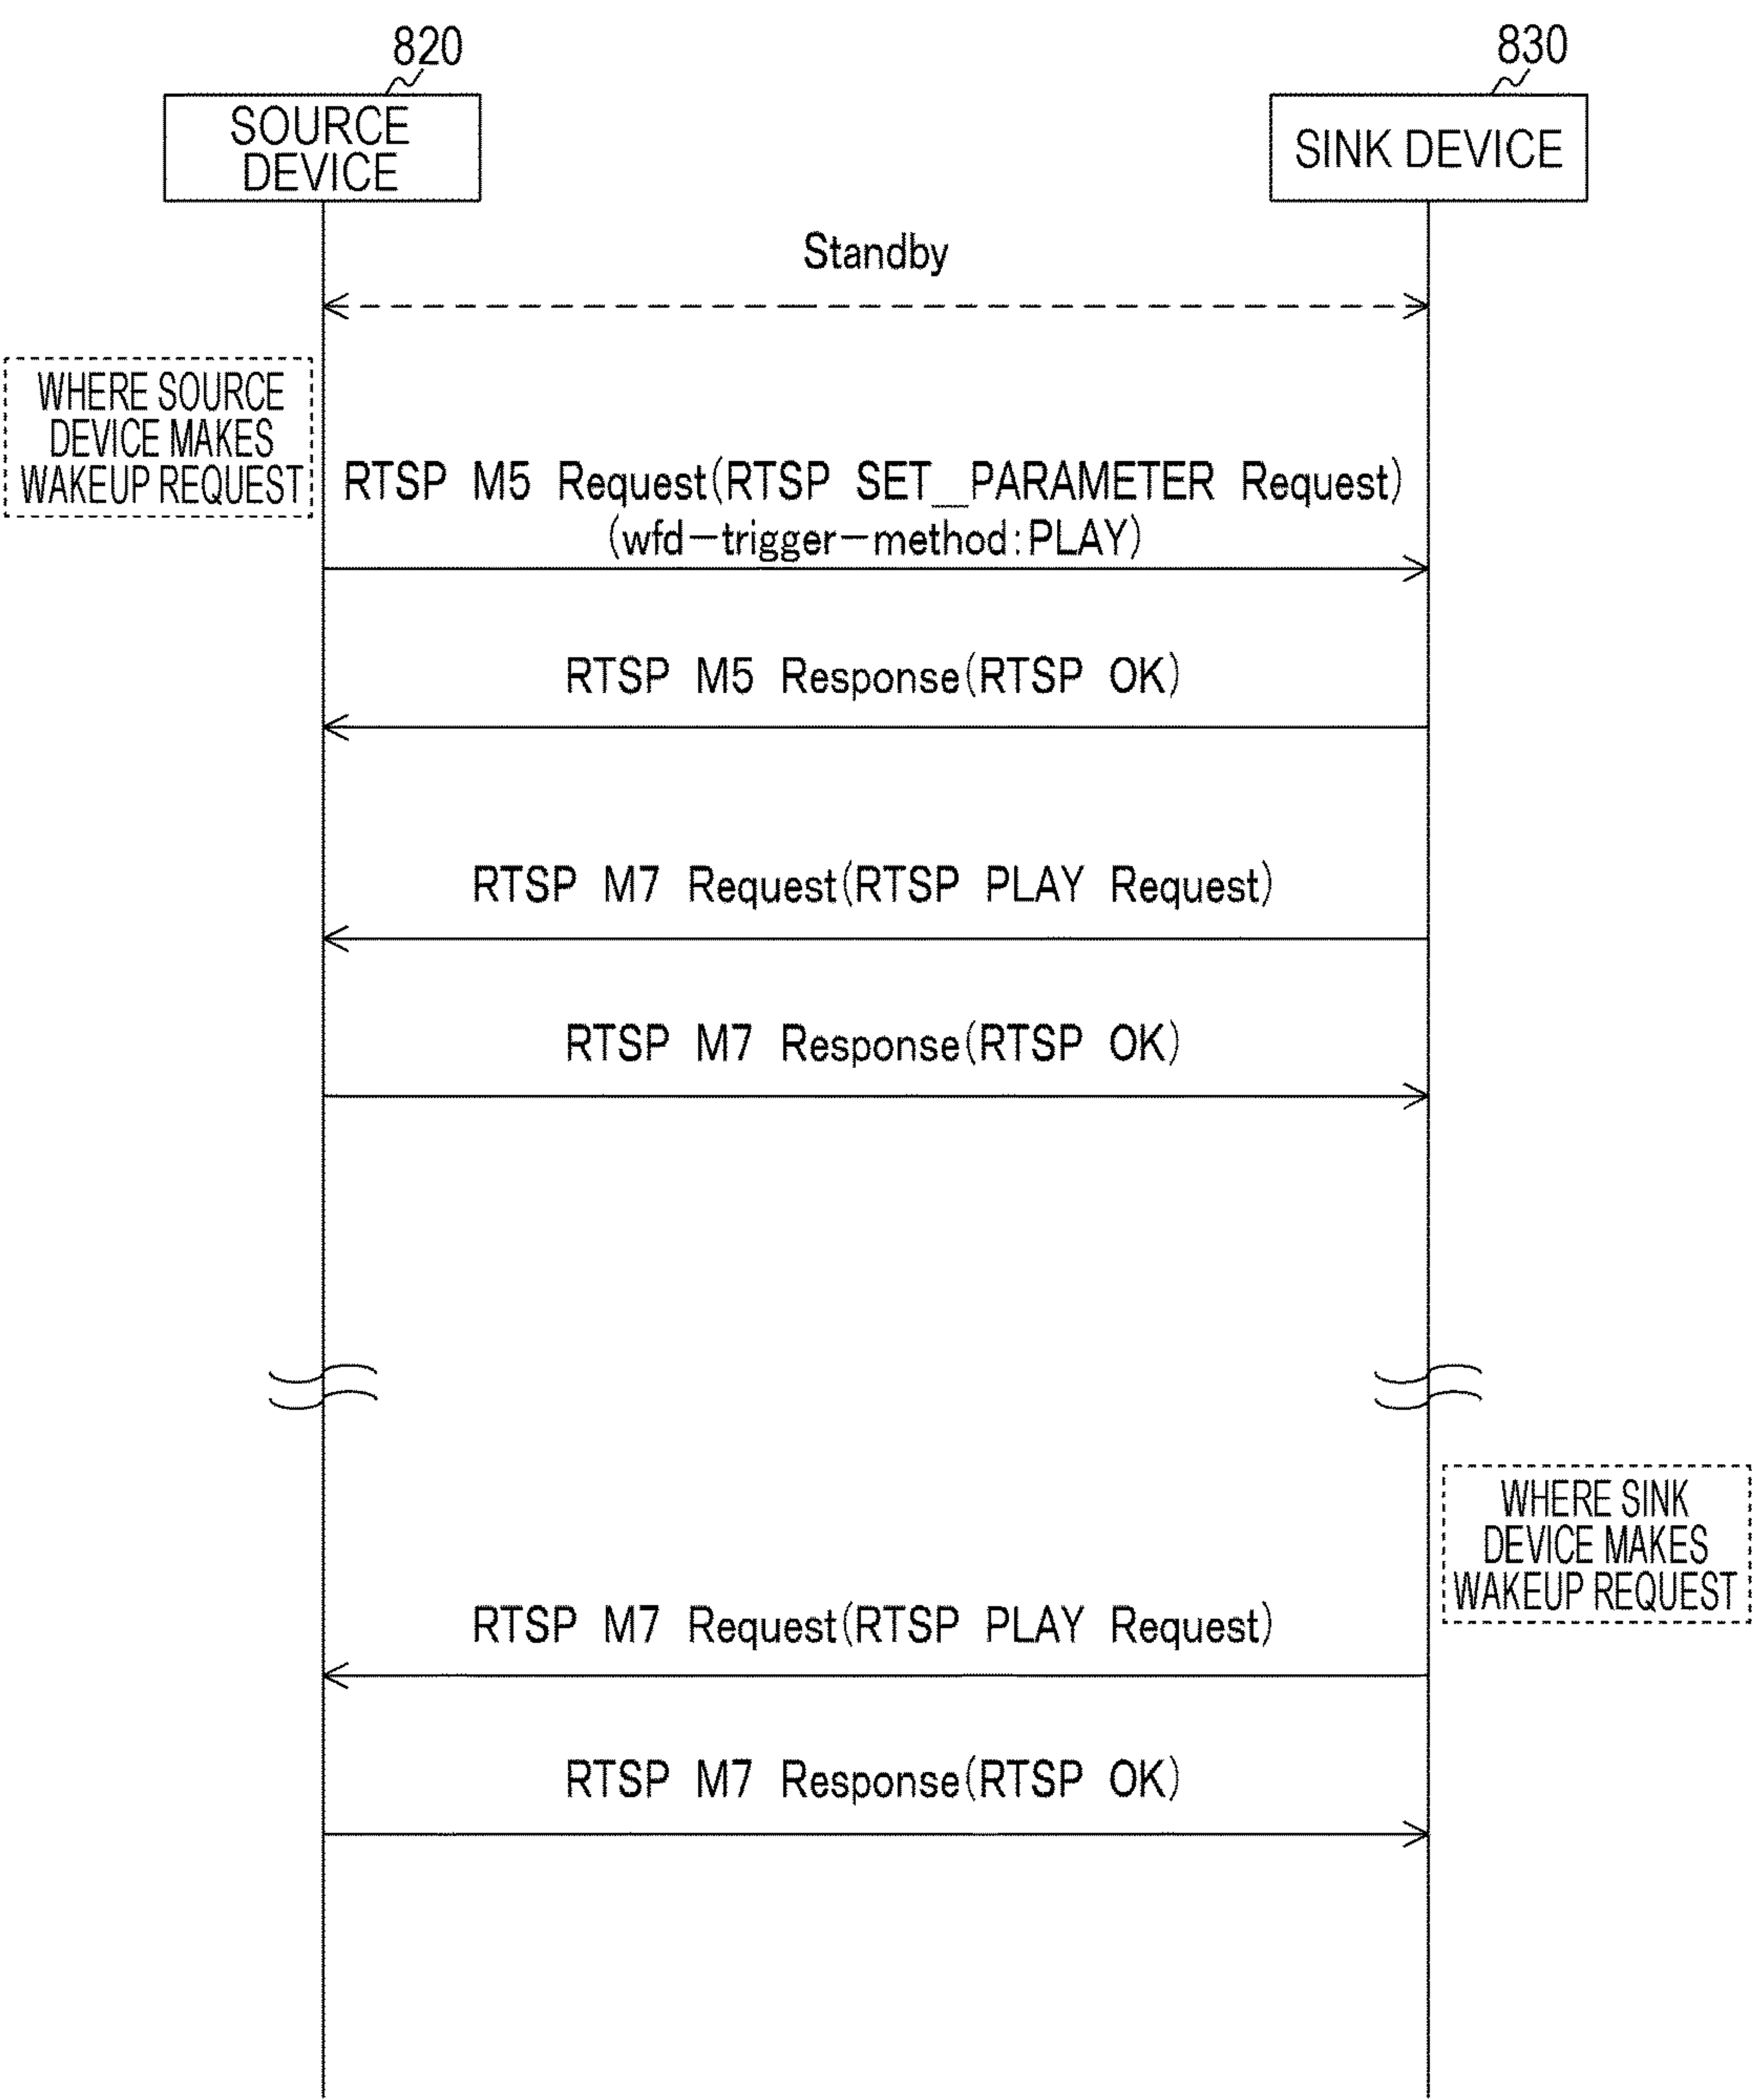 820
830
SOURCE
DEVICE
SINK DEVICE
Standby
WHERE SOURCE
DEVICE MAKES
WAKEUP REQUEST
RTSP M5 Request(RTSP SET_PARAMETER Request)
(wfd-trigger-method:PLAY)
RTSP M5 Response(RTSP OK)
RTSP M7 Request(RTSP PLAY Request)
RTSP M7 Response(RTSP OK)
WHERE SINK
DEVICE MAKES
WAKEUP REQUEST
RTSP M7 Request(RTSP PLAY Request)
RTSP M7 Response(RTSP OK)